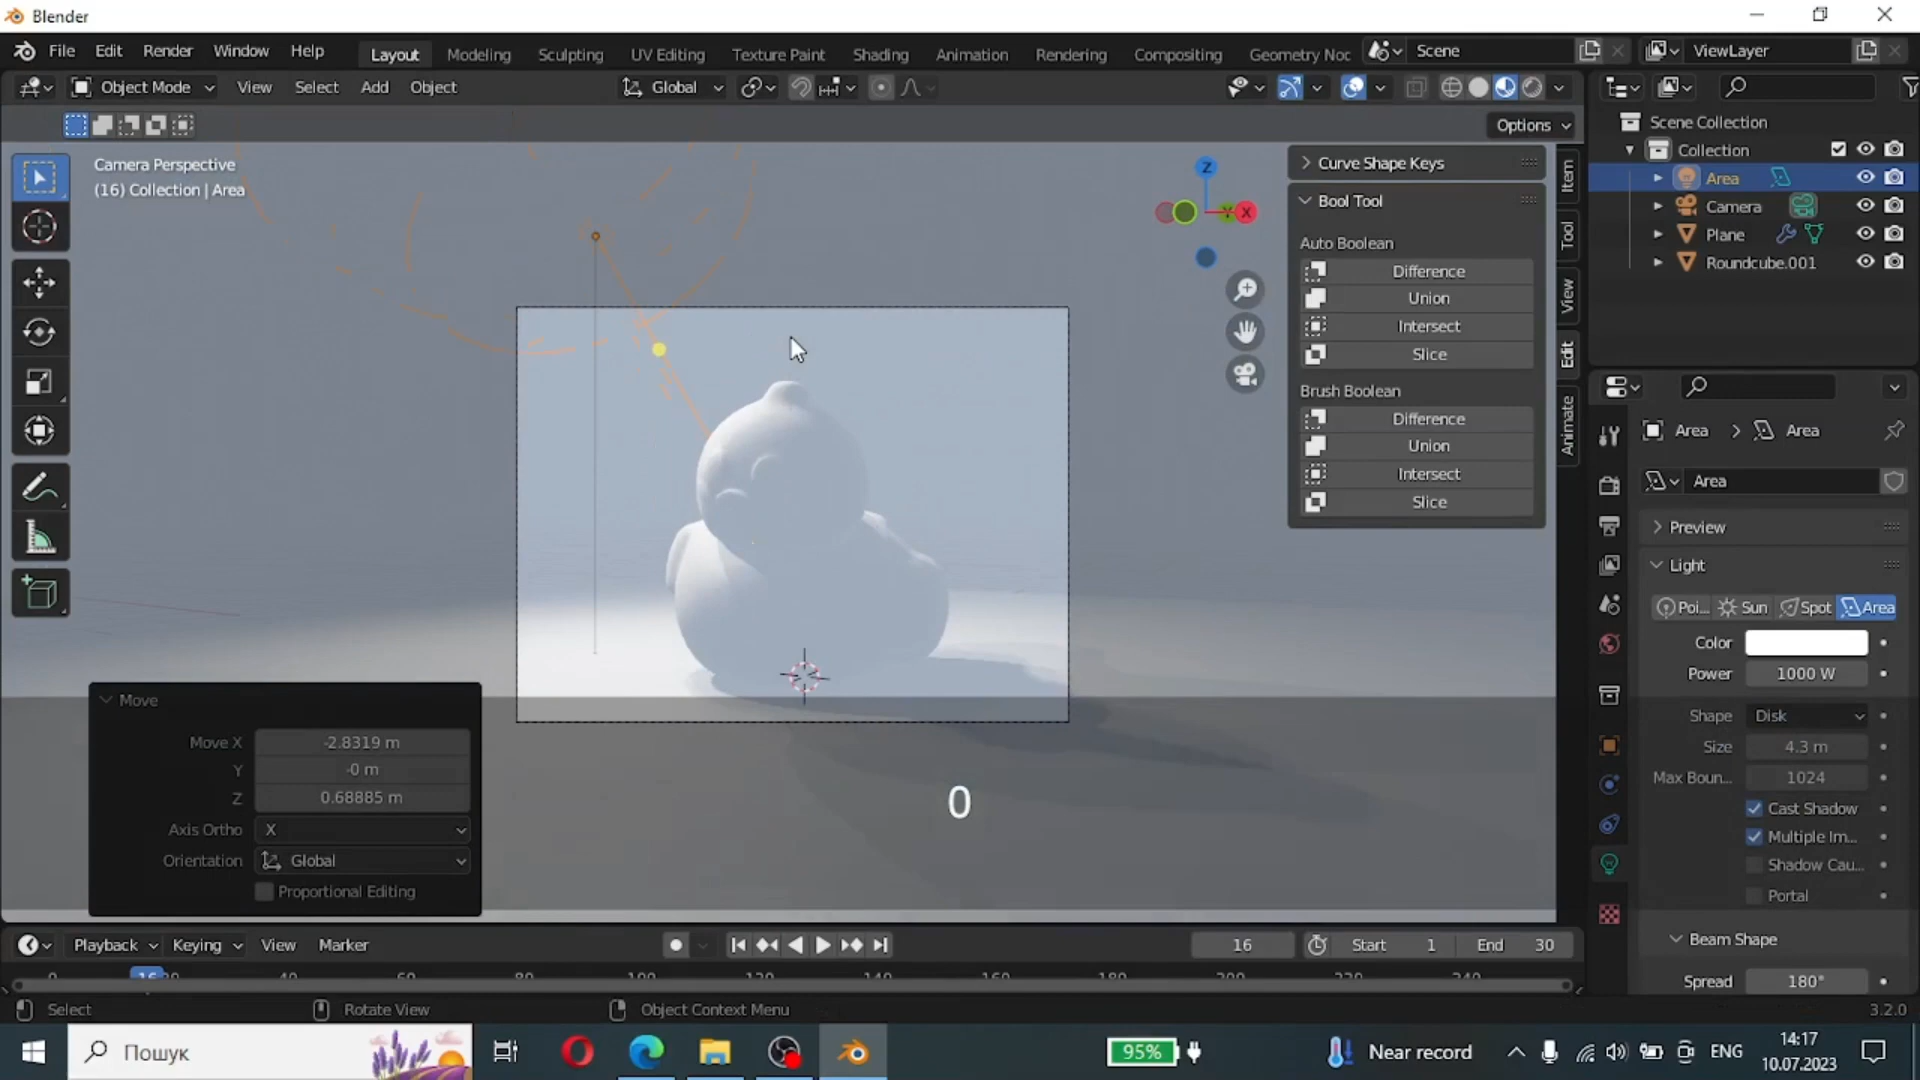 Blender
File Edit Render Window Help Layout Modeling Sculpting UV Editing Texture Paint Shading Animation Rendering Compositing Geometry Noc Scene ViewLayer
Object Mode View Select Add Object Global
Options
Camera Perspective
(16) Collection | Area
Z
X
Curve Shape Keys
Bool Tool
Auto Boolean
Difference
Union
Intersect
Slice
Brush Boolean
Difference
Union
Intersect
Slice
Item
Tool
View
Edit
Animate
Scene Collection
Collection
Area
Camera
Plane
Roundcube.001
Area > Area
Area
Preview
Light
Poi... Sun Spot Area
Color
Power 1000 W
Shape Disk
Size 4.3 m
Max Boun... 1024
Cast Shadow
Multiple Im...
Shadow Cau...
Portal
Beam Shape
Spread 180°
Move
Move X -2.8319 m
Y -0 m
Z 0.68885 m
Axis Ortho X
Orientation Global
Proportional Editing
0
Playback Keying View Marker 16 Start 1 End 30
Select Rotate View Object Context Menu 3.2.0
Пошук 95% Near record ENG 14:17
10.07.2023